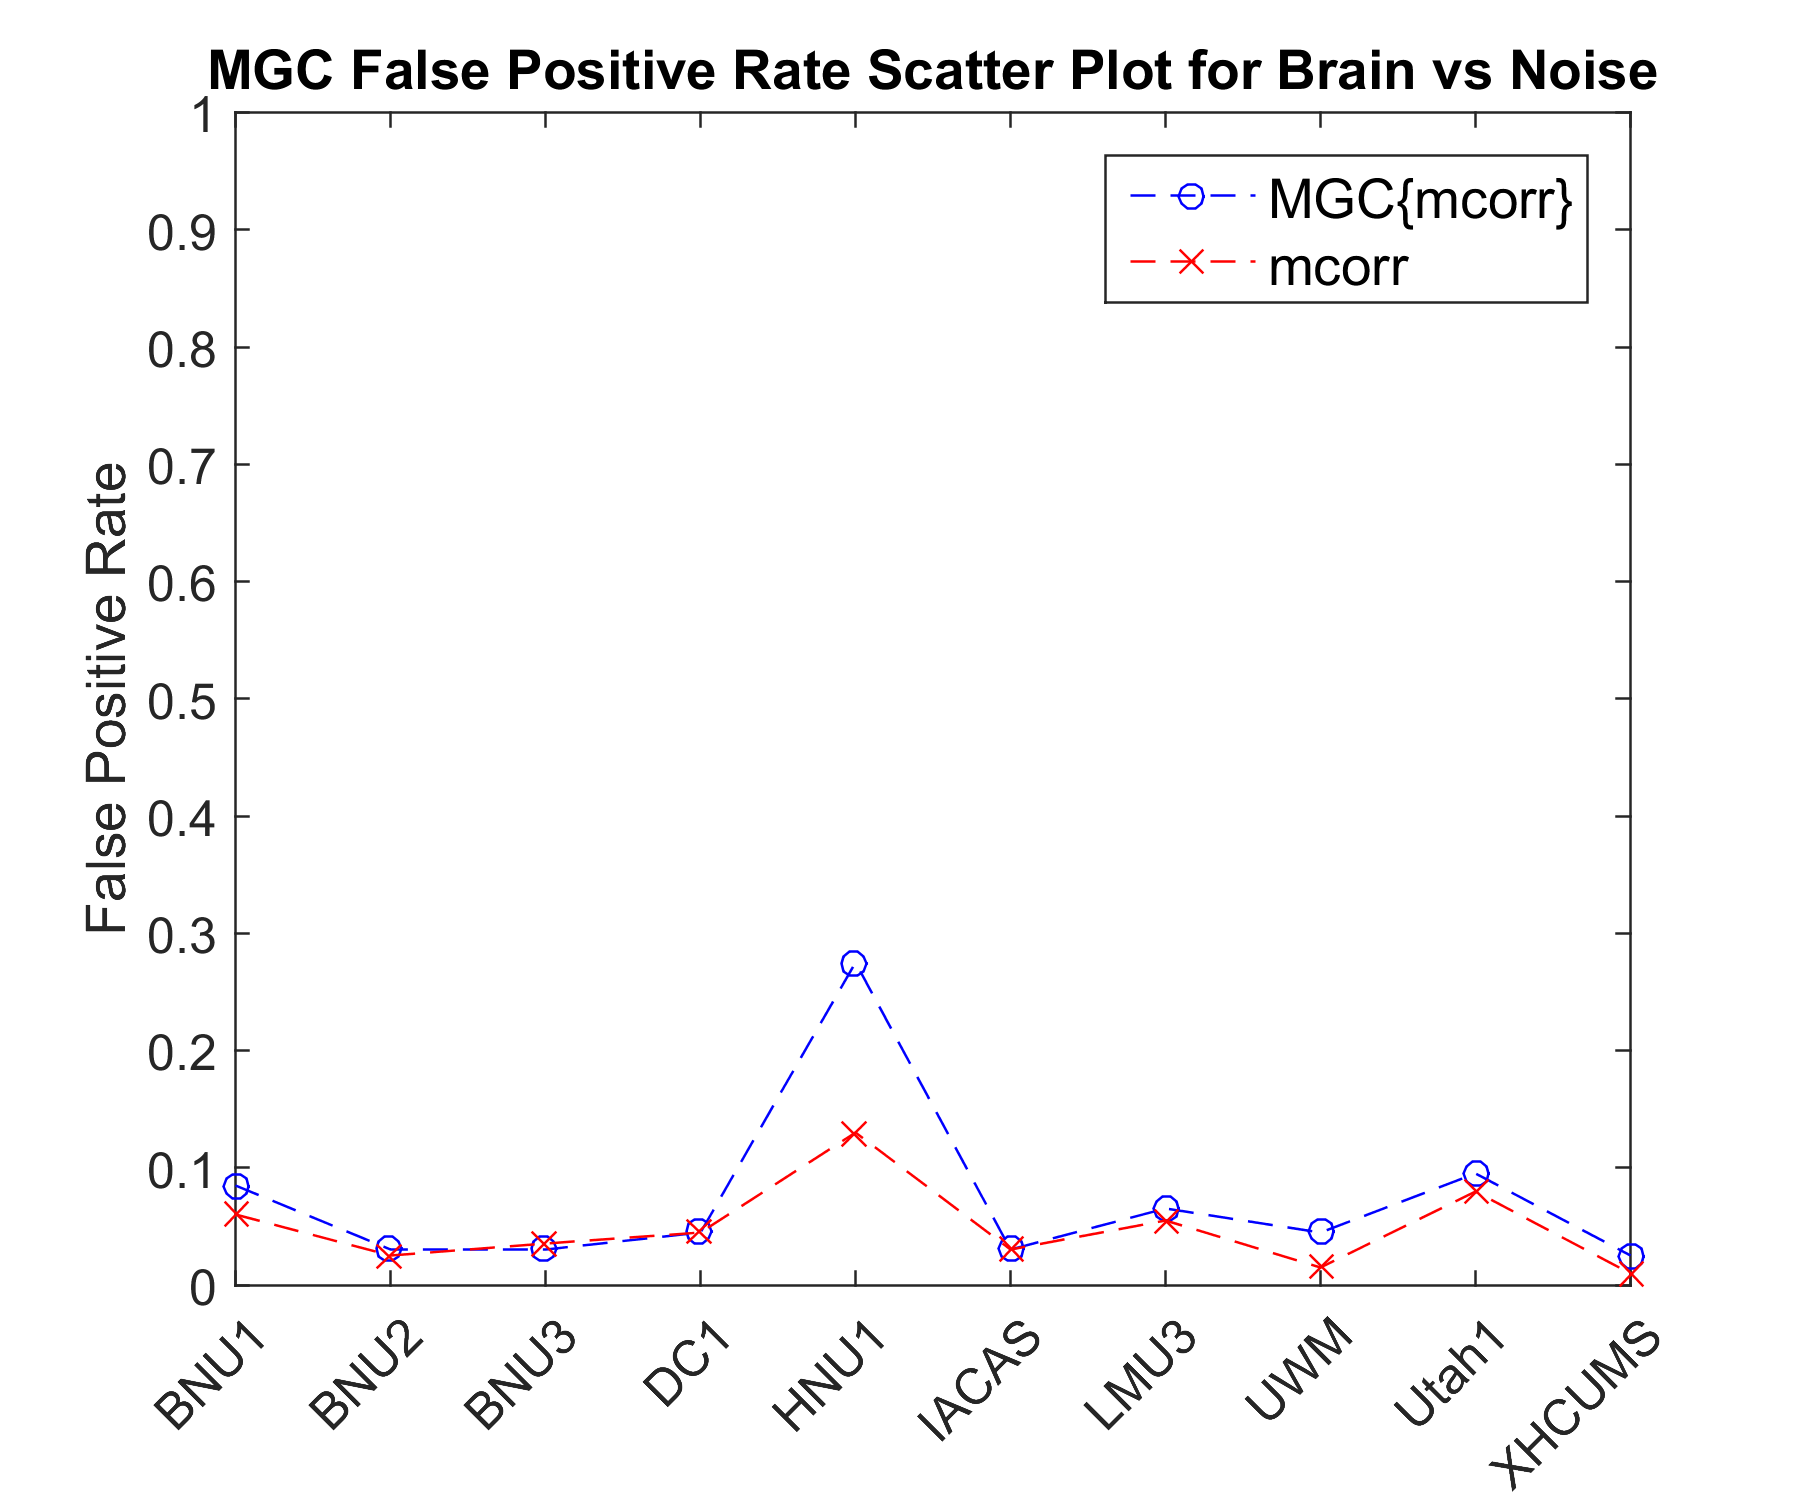 MGC False Positive Rate Scatter Plot for Brain vs Noise
1
0.9
0.8
0.7
0.6
0.5
0.4
0.3
0.2
0.1
0
False Positive Rate
MGC{mcorr}
mcorr
BNU1
BNU2
BNU3
DC1
HNU1
IACAS
LMU3
UWM
Utah1
XHCUMS